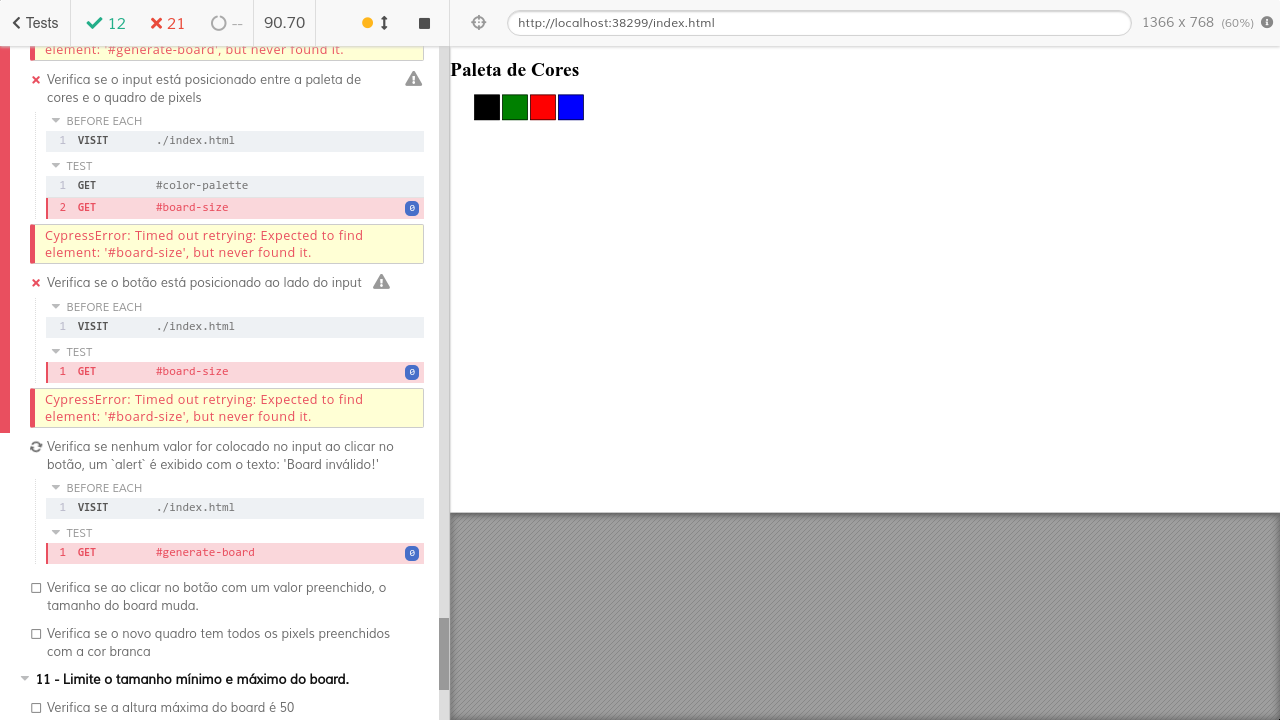 Tests 12 21 -- 90.70 http://localhost:38299/index.html 1366 x 768 (60%)
element: '#generate-board', but never found it.
Verifica se o input está posicionado entre a paleta de
cores e o quadro de pixels
BEFORE EACH
1 VISIT ./index.html
TEST
1 GET #color-palette
2 GET #board-size 0
CypressError: Timed out retrying: Expected to find
element: '#board-size', but never found it.
Verifica se o botão está posicionado ao lado do input
BEFORE EACH
1 VISIT ./index.html
TEST
1 GET #board-size 0
CypressError: Timed out retrying: Expected to find
element: '#board-size', but never found it.
Verifica se nenhum valor for colocado no input ao clicar no
botão, um `alert` é exibido com o texto: 'Board inválido!'
BEFORE EACH
1 VISIT ./index.html
TEST
1 GET #generate-board 0
Verifica se ao clicar no botão com um valor preenchido, o
tamanho do board muda.
Verifica se o novo quadro tem todos os pixels preenchidos
com a cor branca
11 - Limite o tamanho mínimo e máximo do board.
Verifica se a altura máxima do board é 50
Paleta de Cores